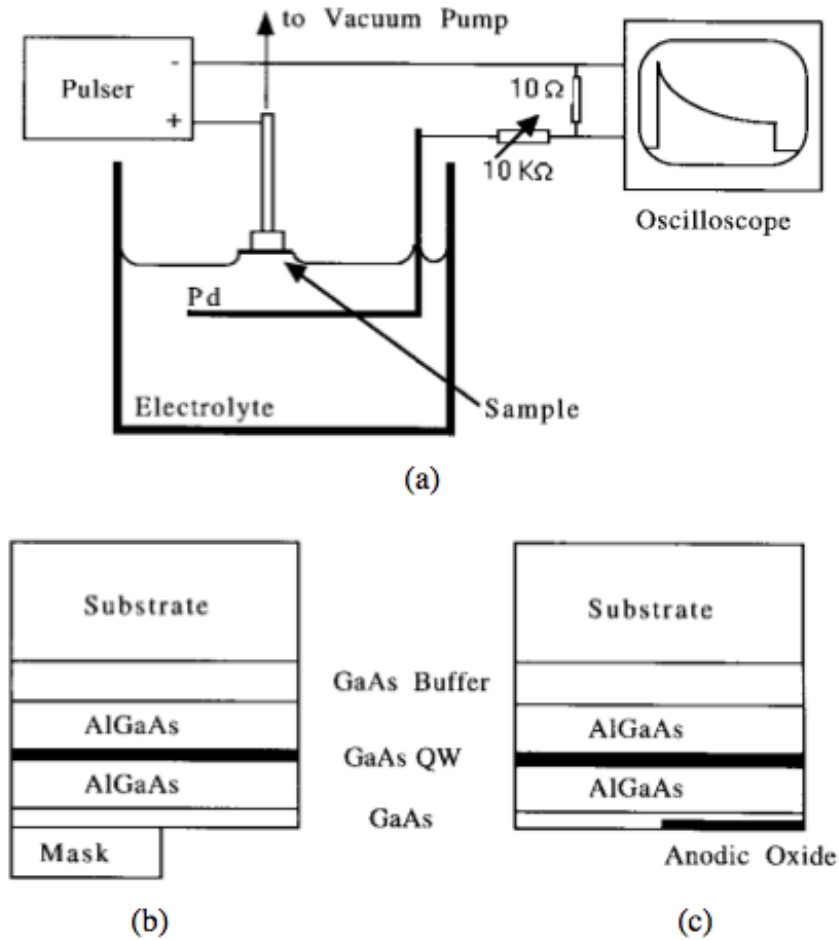 to Vacuum Pump
Pulser
-
+
10 Ω
10 KΩ
Oscilloscope
Pd
Electrolyte
Sample
(a)
Substrate
AlGaAs
AlGaAs
Mask
GaAs Buffer
GaAs QW
GaAs
Substrate
AlGaAs
AlGaAs
Anodic Oxide
(b)
(c)